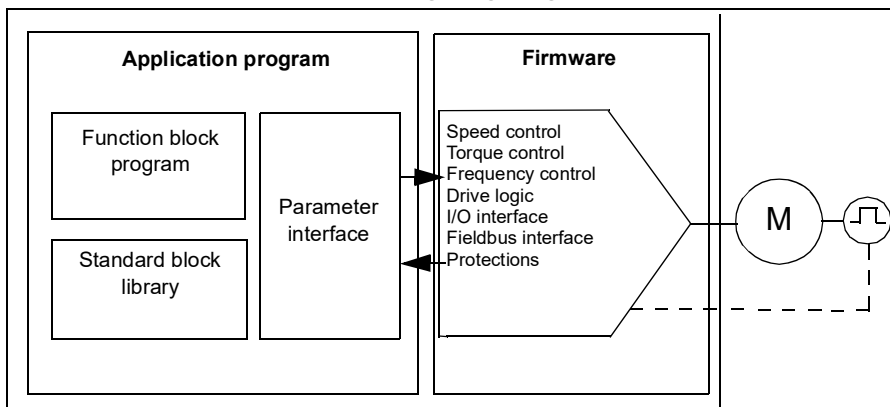 Application program
Function block
program
Standard block
library
Parameter
interface
Firmware
Speed control
Torque control
Frequency control
Drive logic
I/O interface
Fieldbus interface
Protections
M